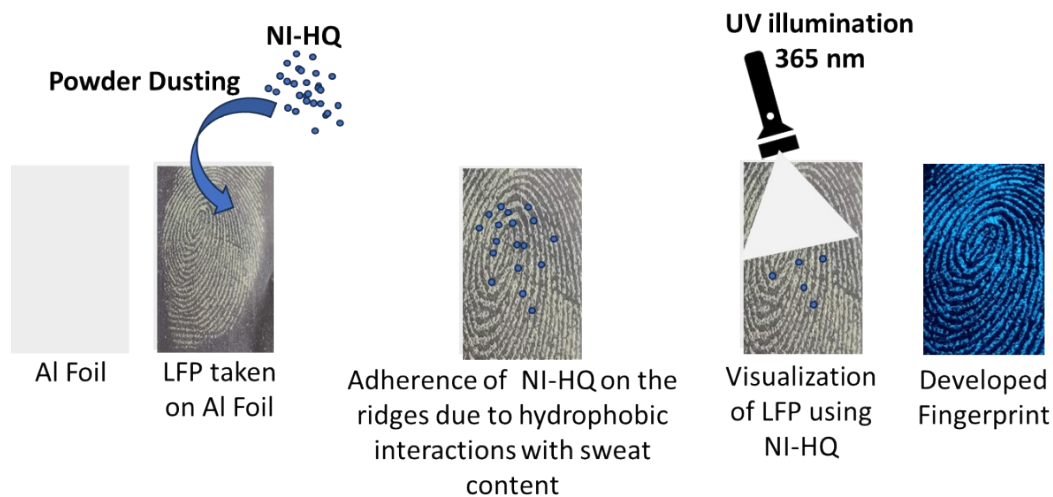 NI-HQ
Powder Dusting
UV illumination
365 nm
Al Foil
LFP taken
on Al Foil
Adherence of NI-HQ on the
ridges due to hydrophobic
interactions with sweat
content
Visualization
of LFP using
NI-HQ
Developed
Fingerprint